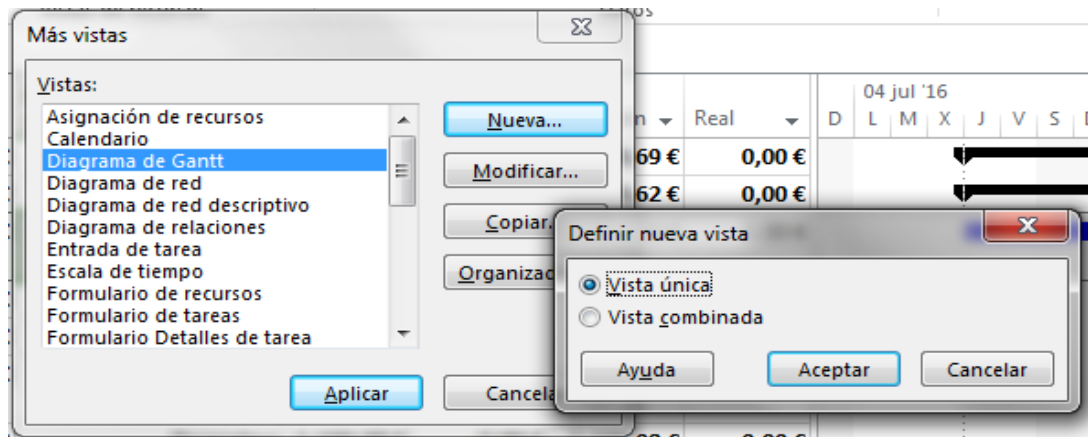 Más vistas
Vistas:
Asignación de recursos
Calendario
Diagrama de Gantt
Diagrama de red
Diagrama de red descriptivo
Diagrama de relaciones
Entrada de tarea
Escala de tiempo
Formulario de recursos
Formulario de tareas
Formulario Detalles de tarea
Nueva...
Modificar...
Copiar.
Organizad
Aplicar
Cancela
n Real
69 € 0,00 €
62 € 0,00 €
04 jul '16
D L M X J V S D
Definir nueva vista
Vista única
Vista combinada
Ayuda Aceptar Cancelar